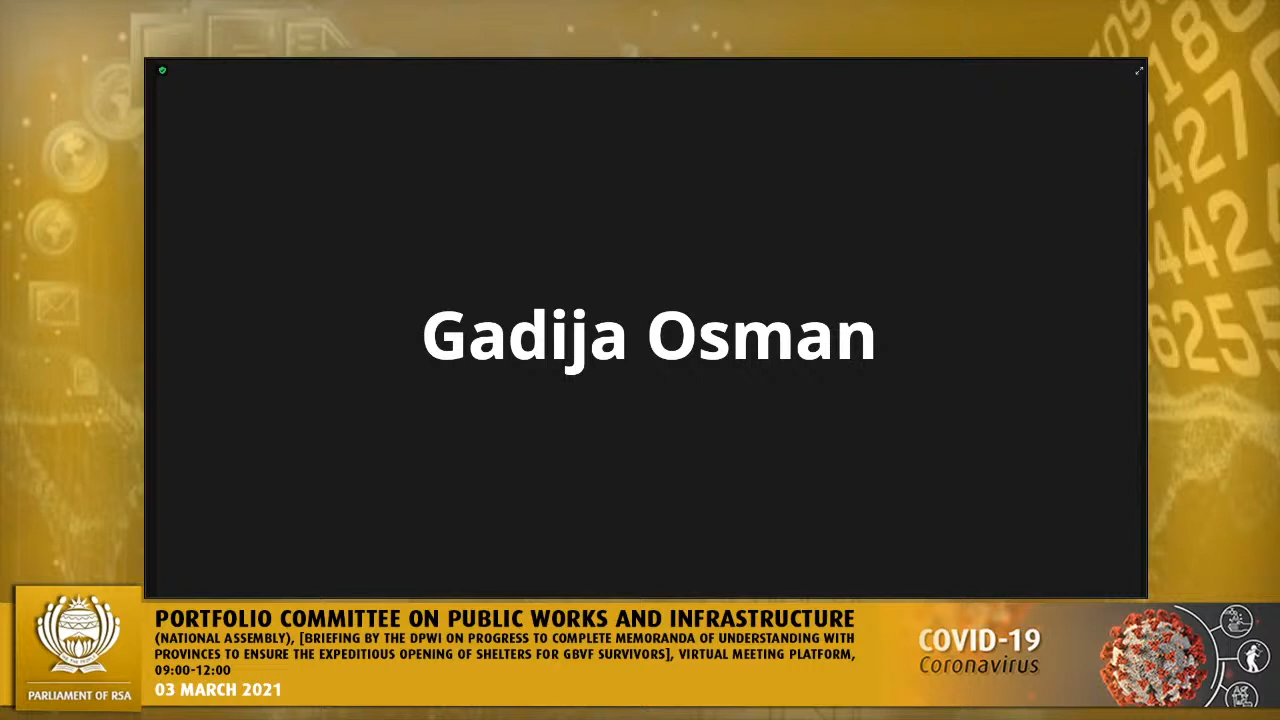 Gadija Osman
PORTFOLIO COMMITTEE ON PUBLIC WORKS AND INFRASTRUCTURE
(NATIONAL ASSEMBLY), [BRIEFING BY THE DPWI ON PROGRESS TO COMPLETE MEMORANDA OF UNDERSTANDING WITH
PROVINCES TO ENSURE THE EXPEDITIOUS OPENING OF SHELTERS FOR GBVF SURVIVORS], VIRTUAL MEETING PLATFORM,
09:00-12:00
03 MARCH 2021
PARLIAMENT OF RSA
COVID-19
Coronavirus